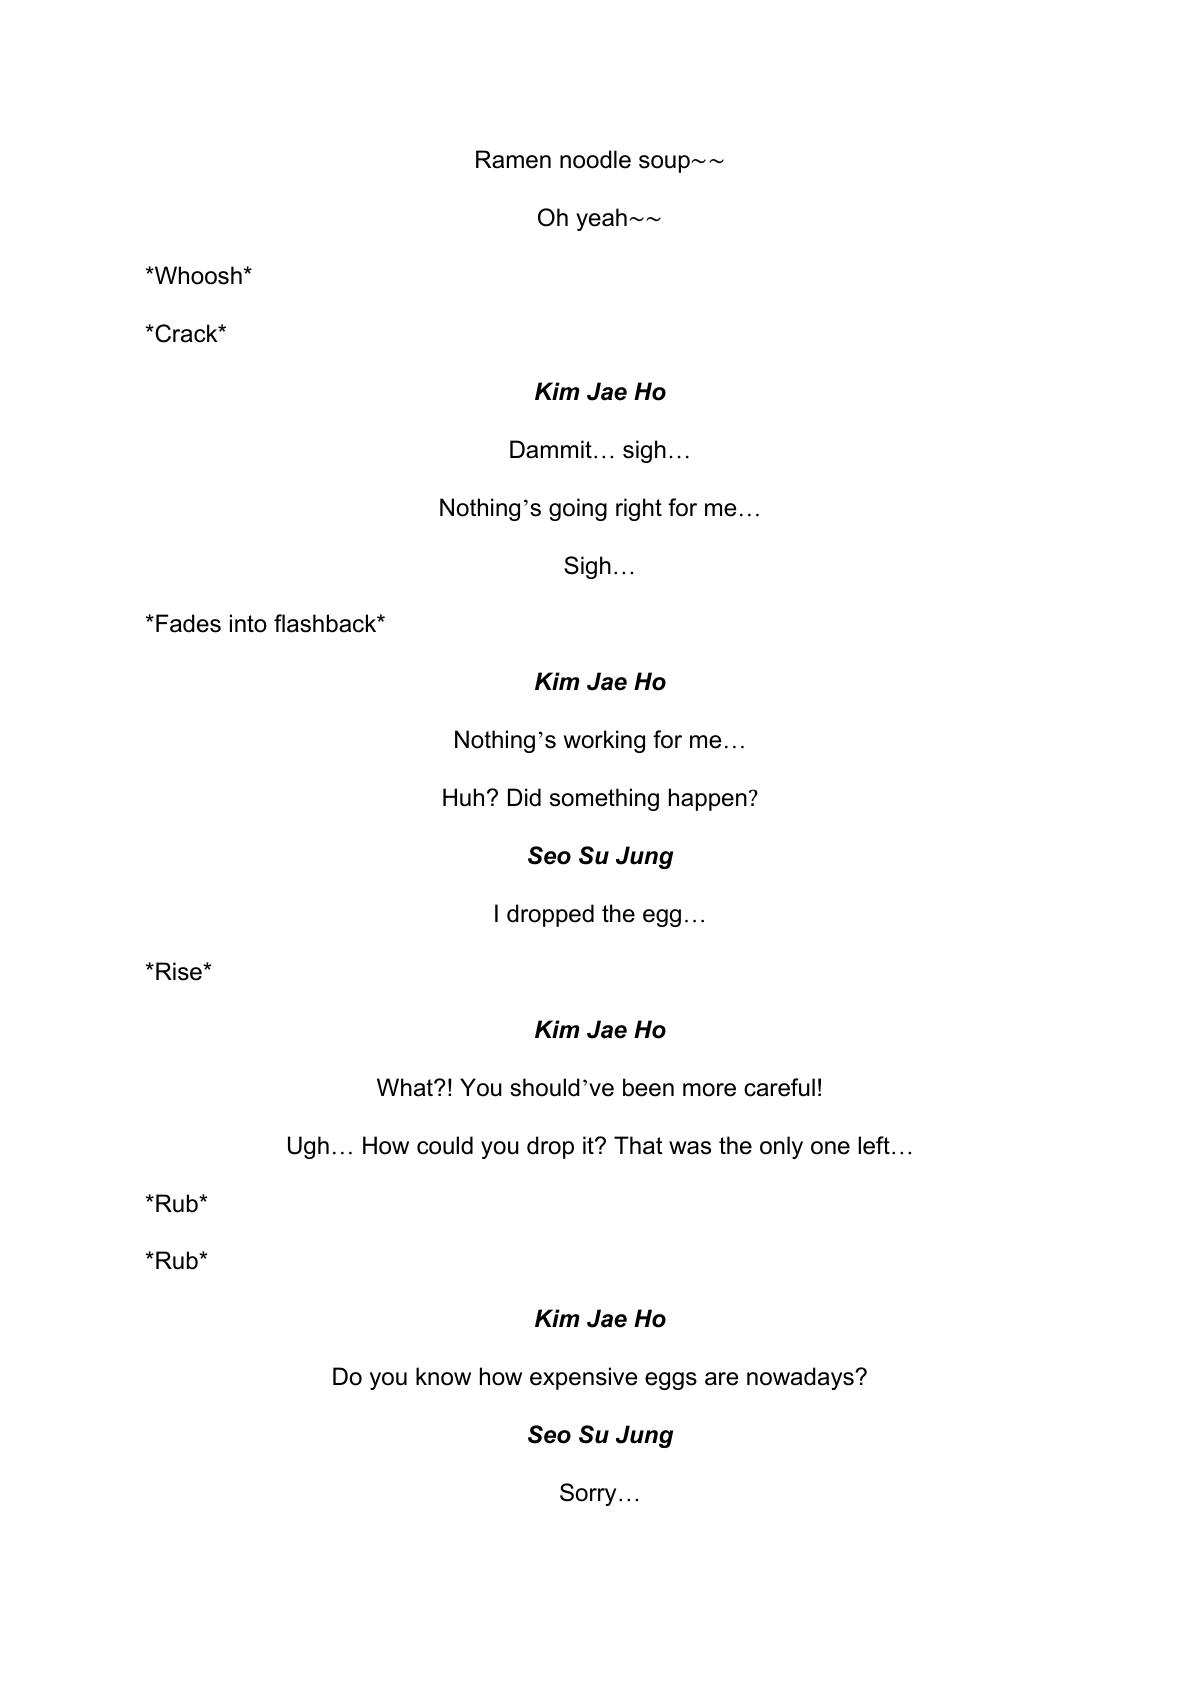 Ramen noodle soup~~
Oh yeah~~
*Whoosh*
*Crack*
Kim Jae Ho
Dammit… sigh…
Nothing’s going right for me…
Sigh…
*Fades into flashback*
Kim Jae Ho
Nothing’s working for me…
Huh? Did something happen?
Seo Su Jung
I dropped the egg…
*Rise*
Kim Jae Ho
What?! You should’ve been more careful!
Ugh… How could you drop it? That was the only one left…
*Rub*
*Rub*
Kim Jae Ho
Do you know how expensive eggs are nowadays?
Seo Su Jung
Sorry…